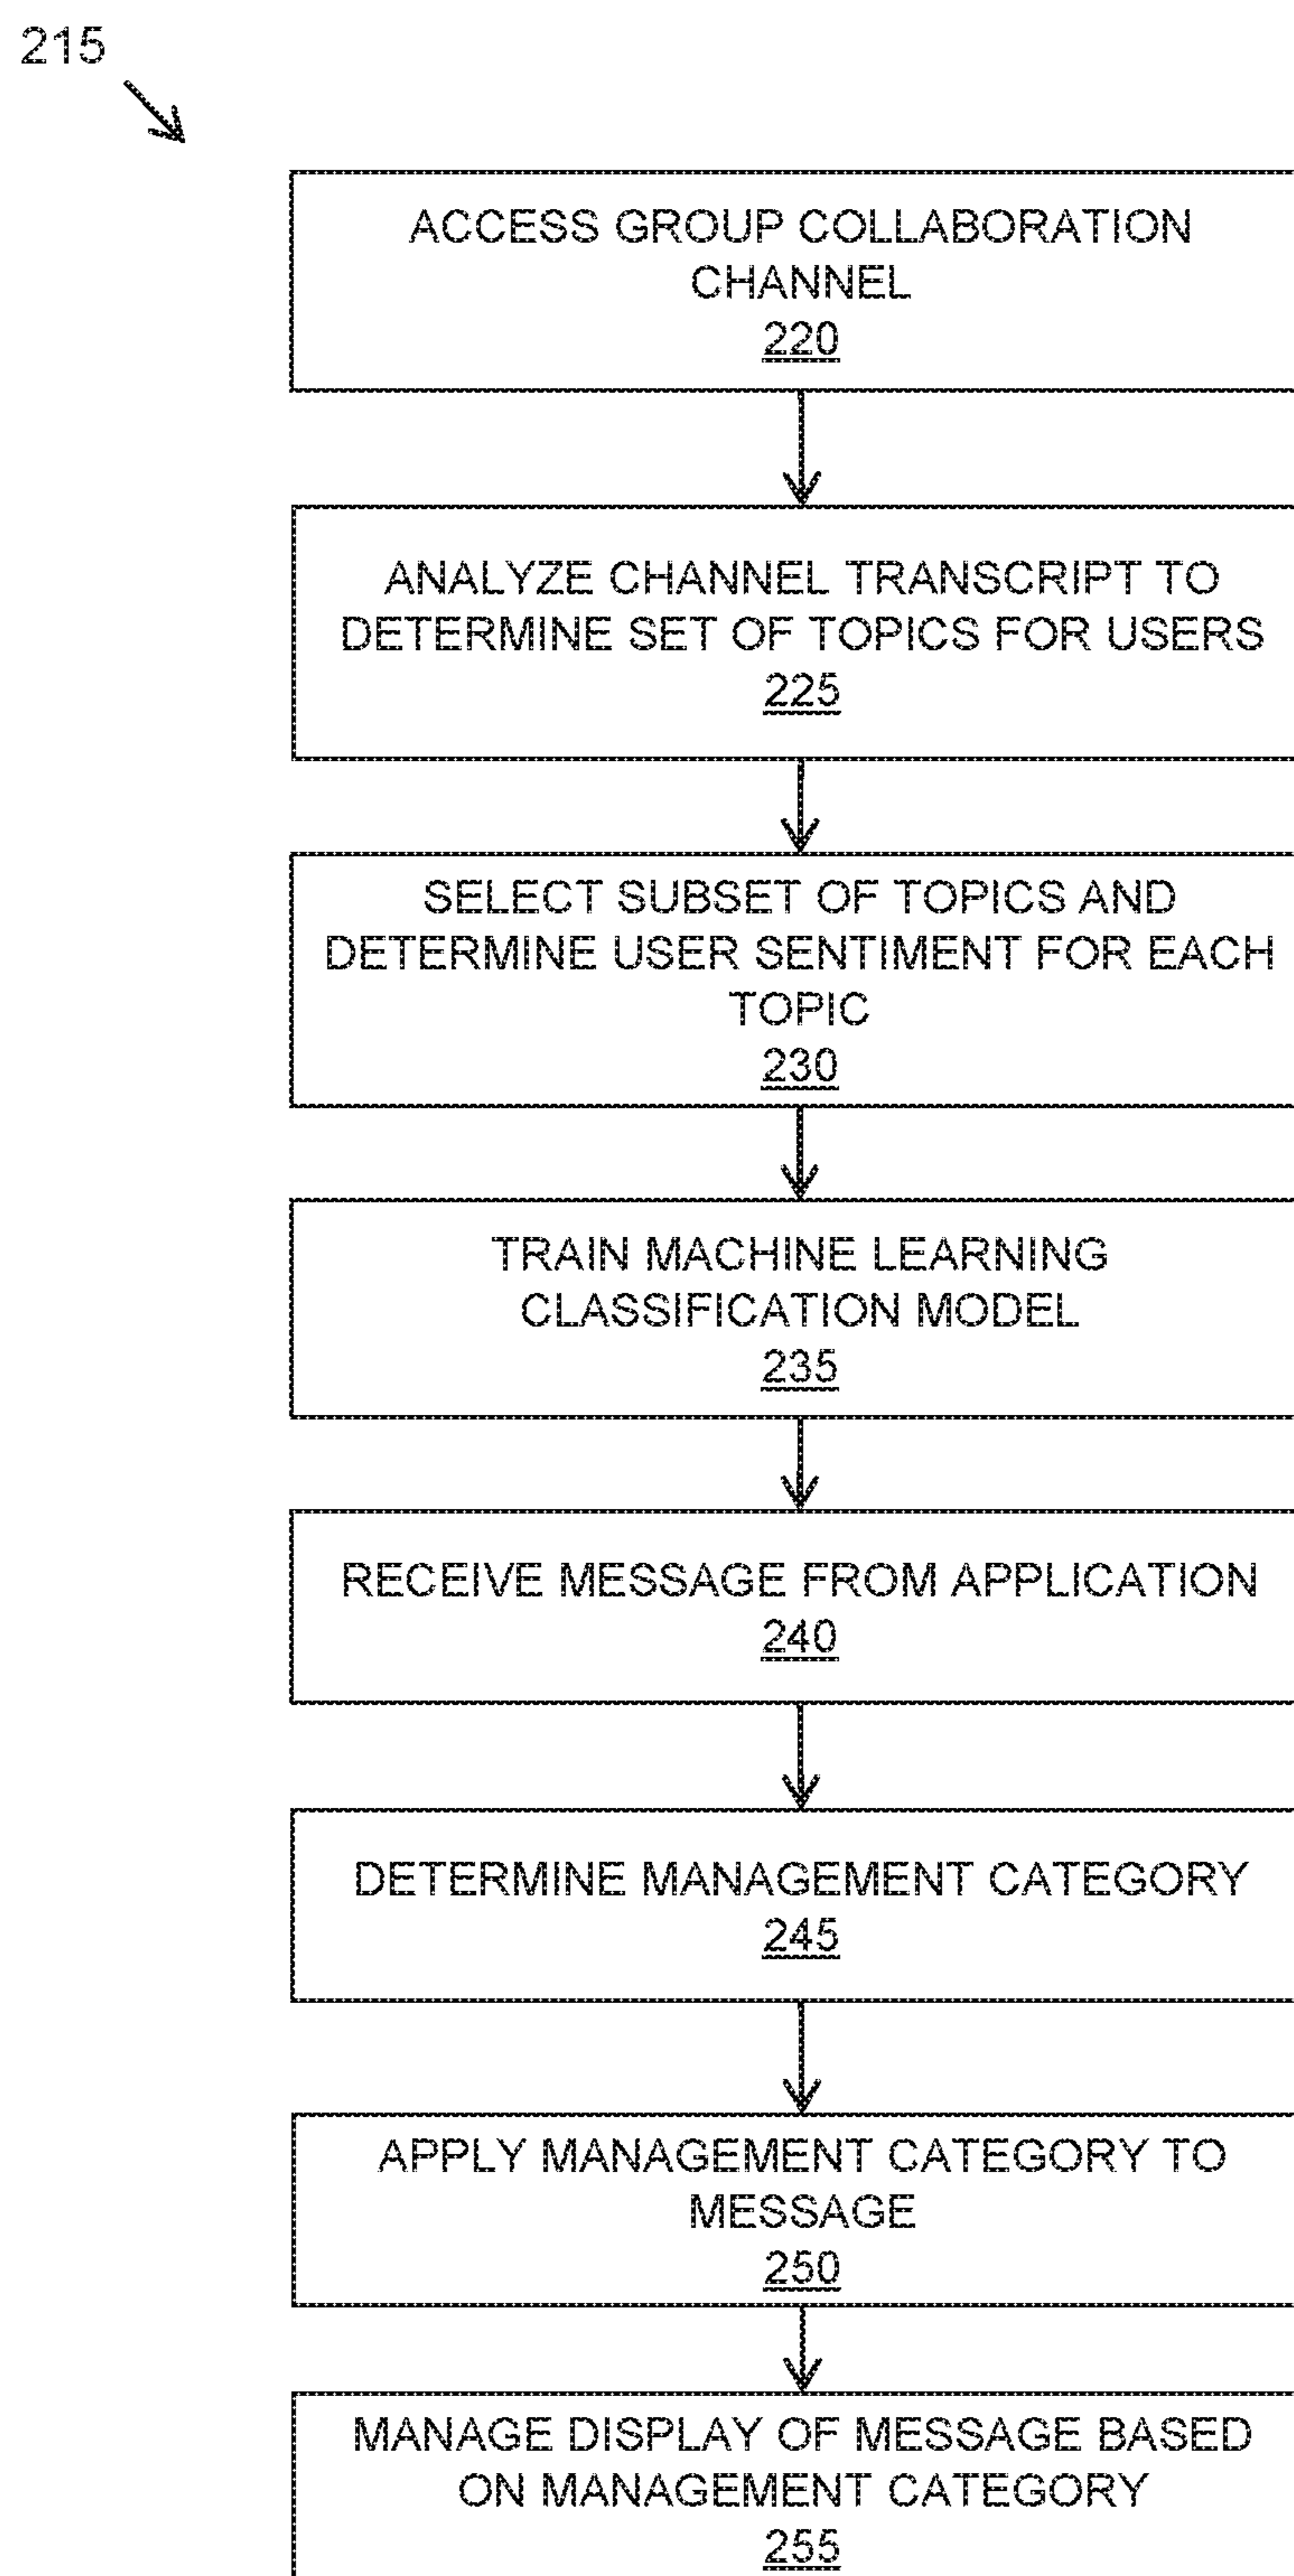 215
ACCESS GROUP COLLABORATION
CHANNEL
220
ANALYZE CHANNEL TRANSCRIPT TO
DETERMINE SET OF TOPICS FOR USERS
225
SELECT SUBSET OF TOPICS AND
DETERMINE USER SENTIMENT FOR EACH
TOPIC
230
TRAIN MACHINE LEARNING
CLASSIFICATION MODEL
235
RECEIVE MESSAGE FROM APPLICATION
240
DETERMINE MANAGEMENT CATEGORY
245
APPLY MANAGEMENT CATEGORY TO
MESSAGE
250
MANAGE DISPLAY OF MESSAGE BASED
ON MANAGEMENT CATEGORY
255